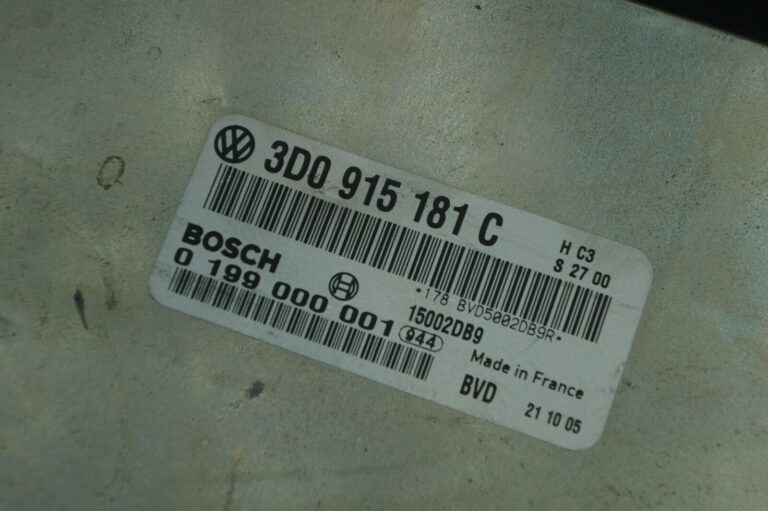 3D0 915 181 C
H C3
S 27 00
*178 BVD5002DB9R*
BOSCH
0 199 000 001
15002DB9
944
Made in France
BVD
21 10 05